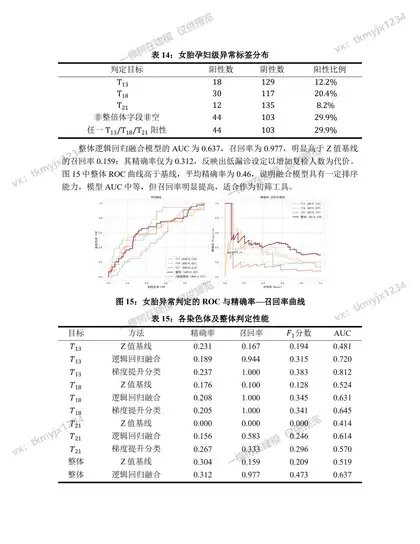 表 14：女胎孕妇级异常标签分布
判定目标 阳性数 阴性数 阳性比例
T₁₃ 18 129 12.2%
T₁₈ 30 117 20.4%
T₂₁ 12 135 8.2%
非整倍体字段非空 44 103 29.9%
任一 T₁₃/T₁₈/T₂₁ 阳性 44 103 29.9%
整体逻辑回归融合模型的 AUC 为 0.637，召回率为 0.977，明显高于 Z 值基线
的召回率 0.159；其精确率仅为 0.312，反映出低漏诊设定以增加复检人数为代价。
图 15 中整体 ROC 曲线高于基线，平均精确率为 0.46，说明融合模型具有一定排序
能力，模型 AUC 中等，但召回率明显提高，适合作为初筛工具。
图 15：女胎异常判定的 ROC 与精确率—召回率曲线
表 15：各染色体及整体判定性能
目标 方法 精确率 召回率 F₁分数 AUC
T₁₃ Z 值基线 0.231 0.167 0.194 0.481
T₁₃ 逻辑回归融合 0.189 0.944 0.315 0.720
T₁₃ 梯度提升分类 0.237 1.000 0.383 0.812
T₁₈ Z 值基线 0.176 0.100 0.128 0.524
T₁₈ 逻辑回归融合 0.208 1.000 0.345 0.631
T₁₈ 梯度提升分类 0.205 1.000 0.341 0.645
T₂₁ Z 值基线 0.000 0.000 0.000 0.414
T₂₁ 逻辑回归融合 0.156 0.583 0.246 0.614
T₂₁ 梯度提升分类 0.267 0.333 0.296 0.570
整体 Z 值基线 0.304 0.159 0.209 0.519
整体 逻辑回归融合 0.312 0.977 0.473 0.637
vx: tkmyjx1234
vx: tkmyjx1234
vx: tkmyjx1234
vx: tkmyjx1234